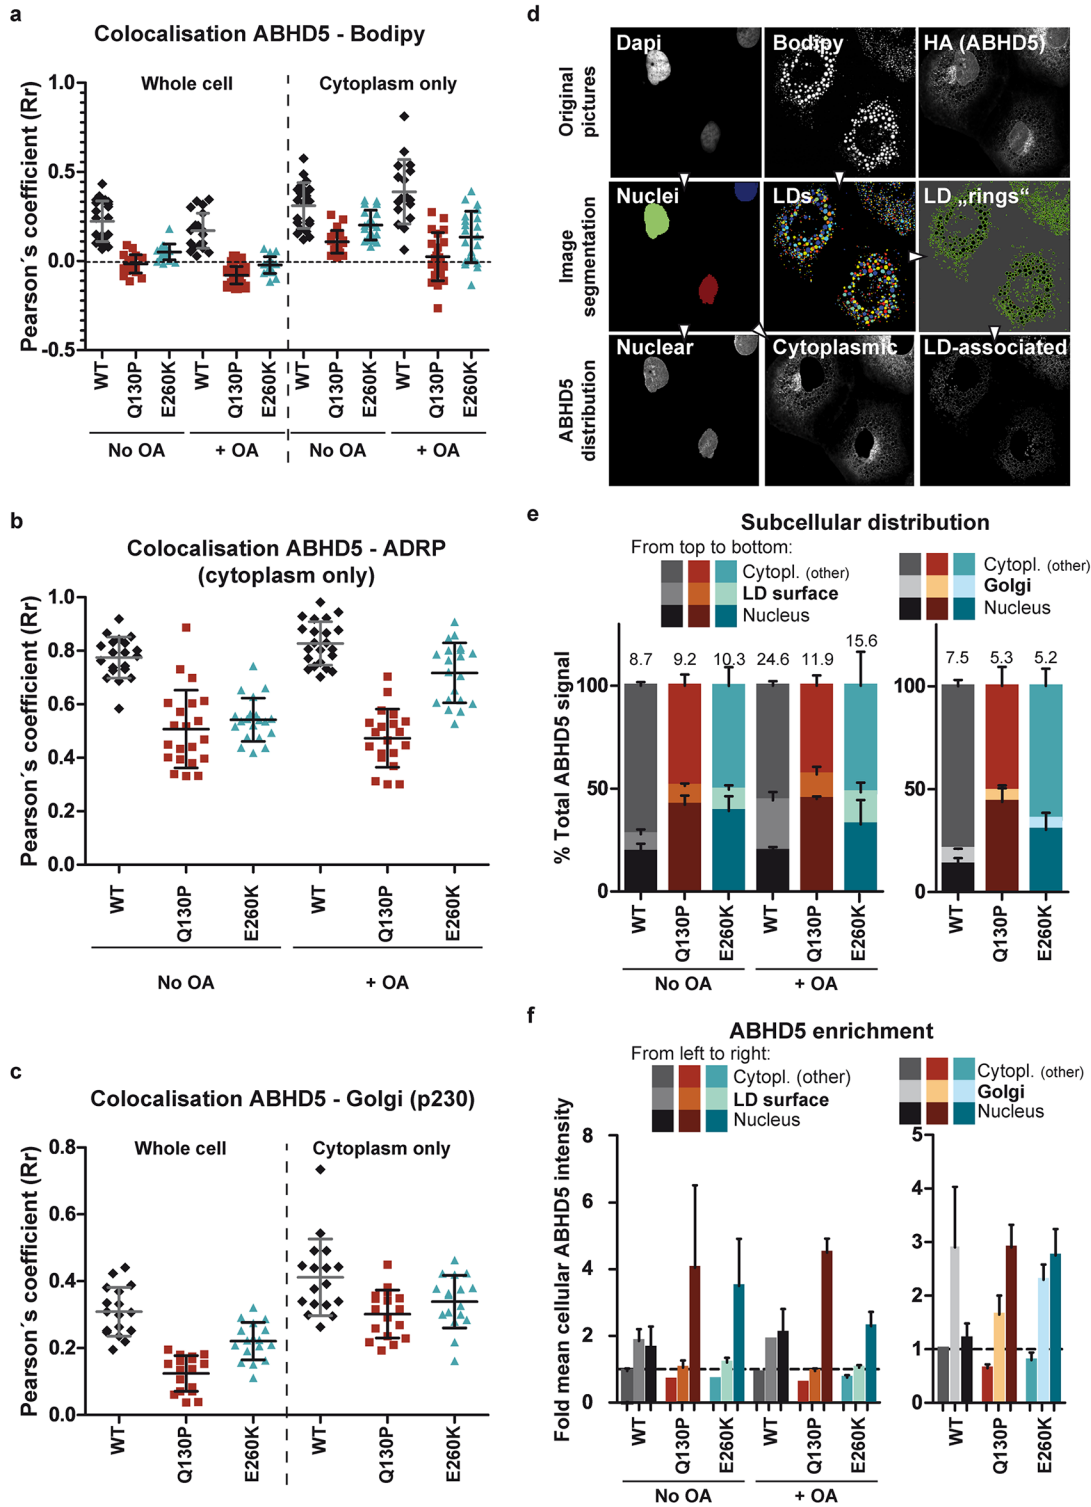 a
Colocalisation ABHD5 - Bodipy
Whole cell
Cytoplasm only
Pearson´s coefficient (Rr)
1.0
0.5
0.0
-0.5
WT
Q130P
E260K
WT
Q130P
E260K
WT
Q130P
E260K
WT
Q130P
E260K
No OA
+ OA
No OA
+ OA
b
Colocalisation ABHD5 - ADRP
(cytoplasm only)
Pearson´s coefficient (Rr)
1.0
0.8
0.6
0.4
0.2
0.0
WT
Q130P
E260K
WT
Q130P
E260K
No OA
+ OA
c
Colocalisation ABHD5 - Golgi (p230)
Whole cell
Cytoplasm only
Pearson´s coefficient (Rr)
0.8
0.6
0.4
0.2
0.0
WT
Q130P
E260K
WT
Q130P
E260K
d
Original
pictures
Dapi
Bodipy
HA (ABHD5)
Image
segmentation
Nuclei
LDs
LD „rings“
ABHD5
distribution
Nuclear
Cytoplasmic
LD-associated
e
Subcellular distribution
From top to bottom:
Cytopl. (other)
LD surface
Nucleus
Cytopl. (other)
Golgi
Nucleus
% Total ABHD5 signal
100
50
0
8.7
9.2
10.3
24.6
11.9
15.6
WT
Q130P
E260K
WT
Q130P
E260K
No OA
+ OA
100
50
0
7.5
5.3
5.2
WT
Q130P
E260K
f
ABHD5 enrichment
From left to right:
Cytopl. (other)
LD surface
Nucleus
Cytopl. (other)
Golgi
Nucleus
Fold mean cellular ABHD5 intensity
8
6
4
2
0
WT
Q130P
E260K
WT
Q130P
E260K
No OA
+ OA
5
4
3
2
1
0
WT
Q130P
E260K